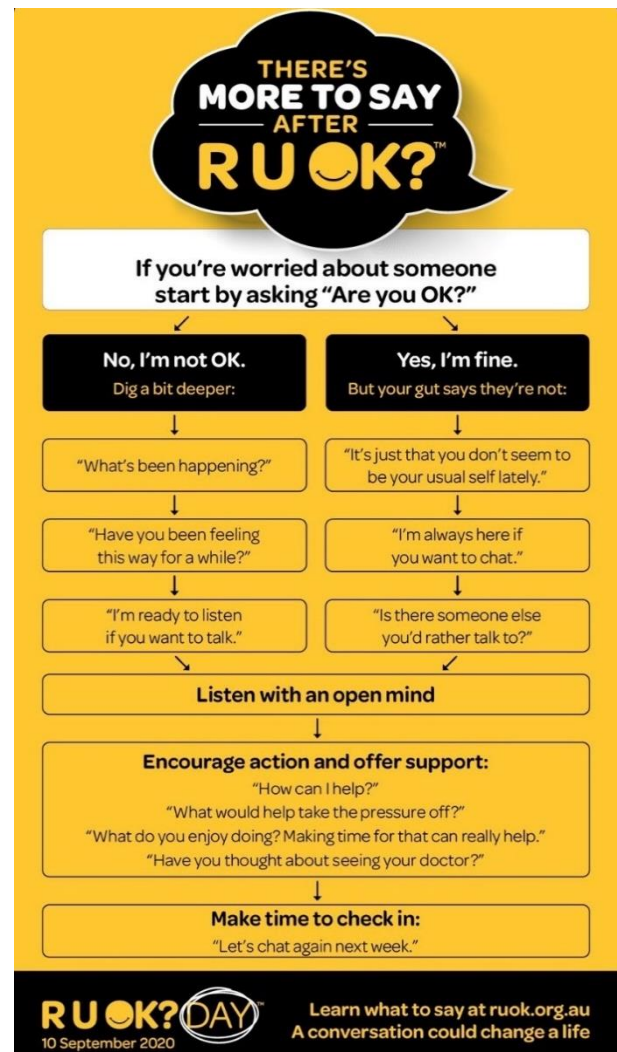 THERE'S
MORE TO SAY
AFTER
R U OK?™
If you're worried about someone
start by asking "Are you OK?"
No, I'm not OK.
Dig a bit deeper:
"What's been happening?"
"Have you been feeling
this way for a while?"
"I'm ready to listen
if you want to talk."
Yes, I'm fine.
But your gut says they're not:
"It's just that you don't seem to
be your usual self lately."
"I'm always here if
you want to chat."
"Is there someone else
you'd rather talk to?"
Listen with an open mind
Encourage action and offer support:
"How can I help?"
"What would help take the pressure off?"
"What do you enjoy doing? Making time for that can really help."
"Have you thought about seeing your doctor?"
Make time to check in:
"Let's chat again next week."
R U OK? DAY™
10 September 2020
Learn what to say at ruok.org.au
A conversation could change a life